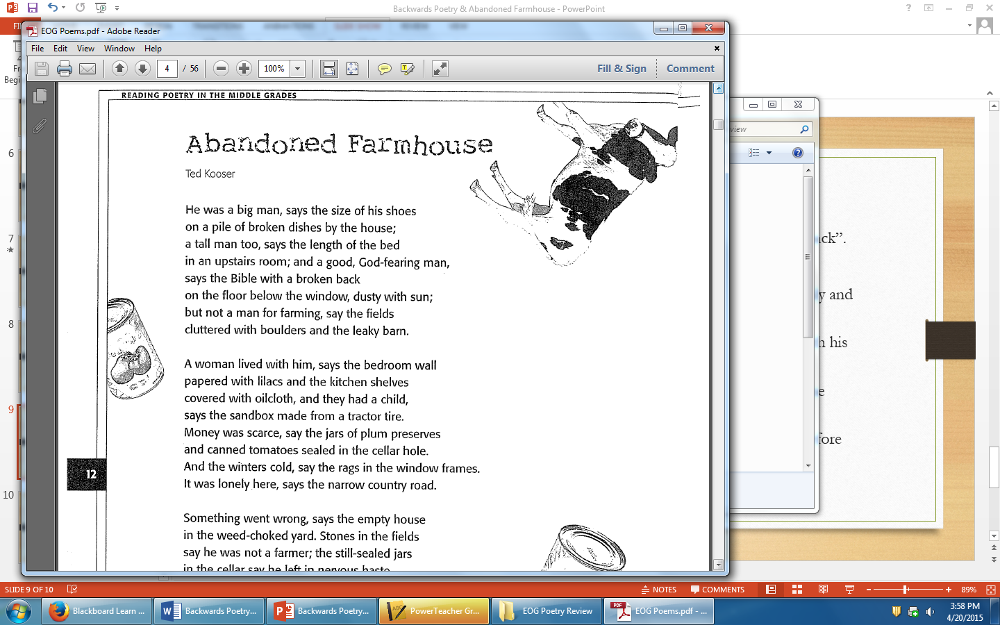 Backwards Poetry & Abandoned Farmhouse - PowerPoint
EOG Poems.pdf - Adobe Reader
File Edit View Window Help
4 / 56 100% Fill & Sign Comment
READING POETRY IN THE MIDDLE GRADES
Abandoned Farmhouse
Ted Kooser
He was a big man, says the size of his shoes
on a pile of broken dishes by the house;
a tall man too, says the length of the bed
in an upstairs room; and a good, God-fearing man,
says the Bible with a broken back
on the floor below the window, dusty with sun;
but not a man for farming, say the fields
cluttered with boulders and the leaky barn.
A woman lived with him, says the bedroom wall
papered with lilacs and the kitchen shelves
covered with oilcloth, and they had a child,
says the sandbox made from a tractor tire.
Money was scarce, say the jars of plum preserves
and canned tomatoes sealed in the cellar hole.
And the winters cold, say the rags in the window frames.
It was lonely here, says the narrow country road.
Something went wrong, says the empty house
in the weed-choked yard. Stones in the fields
say he was not a farmer; the still-sealed jars
in the cellar say he left in nervous haste
12
6
7
8
9
10
Fr
Begin
view
ck".
y and
n his
e
fore
SLIDE 9 OF 10 NOTES COMMENTS 89%
Blackboard Learn ... Backwards Poetry... Backwards Poetry... PowerTeacher Gr... EOG Poetry Review EOG Poems.pdf - ...
3:58 PM
4/20/2015